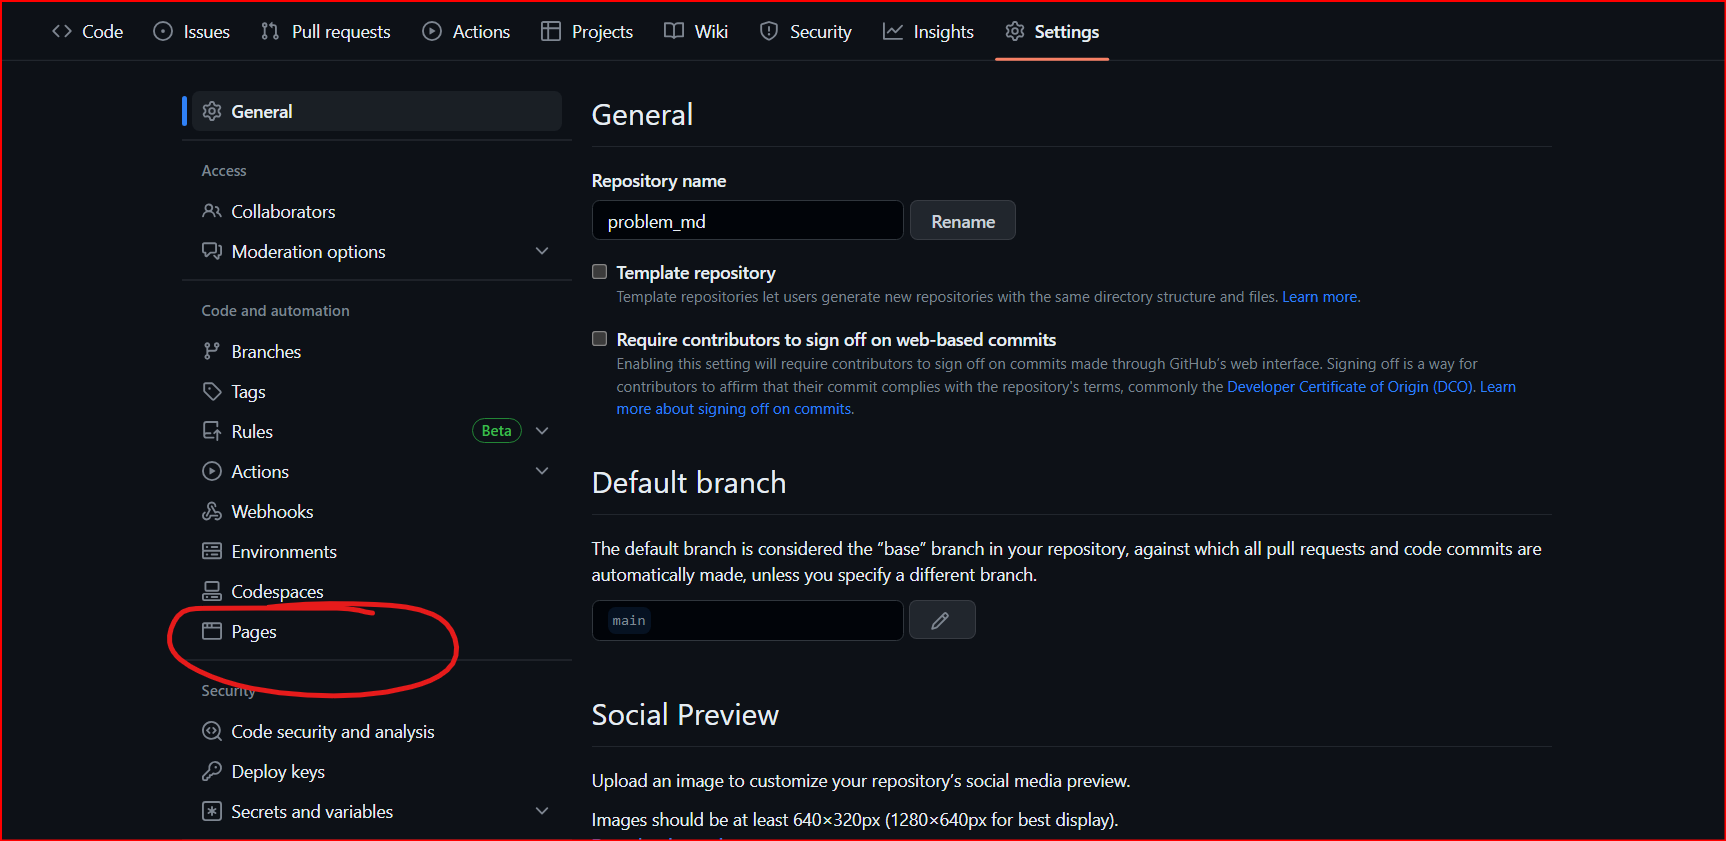 Code Issues Pull requests Actions Projects Wiki Security Insights Settings
General
Access
Collaborators
Moderation options
Code and automation
Branches
Tags
Rules Beta
Actions
Webhooks
Environments
Codespaces
Pages
Security
Code security and analysis
Deploy keys
Secrets and variables
General
Repository name
problem_md Rename
Template repository
Template repositories let users generate new repositories with the same directory structure and files. Learn more.
Require contributors to sign off on web-based commits
Enabling this setting will require contributors to sign off on commits made through GitHub's web interface. Signing off is a way for
contributors to affirm that their commit complies with the repository's terms, commonly the Developer Certificate of Origin (DCO). Learn
more about signing off on commits.
Default branch
The default branch is considered the “base” branch in your repository, against which all pull requests and code commits are
automatically made, unless you specify a different branch.
main
Social Preview
Upload an image to customize your repository’s social media preview.
Images should be at least 640×320px (1280×640px for best display).